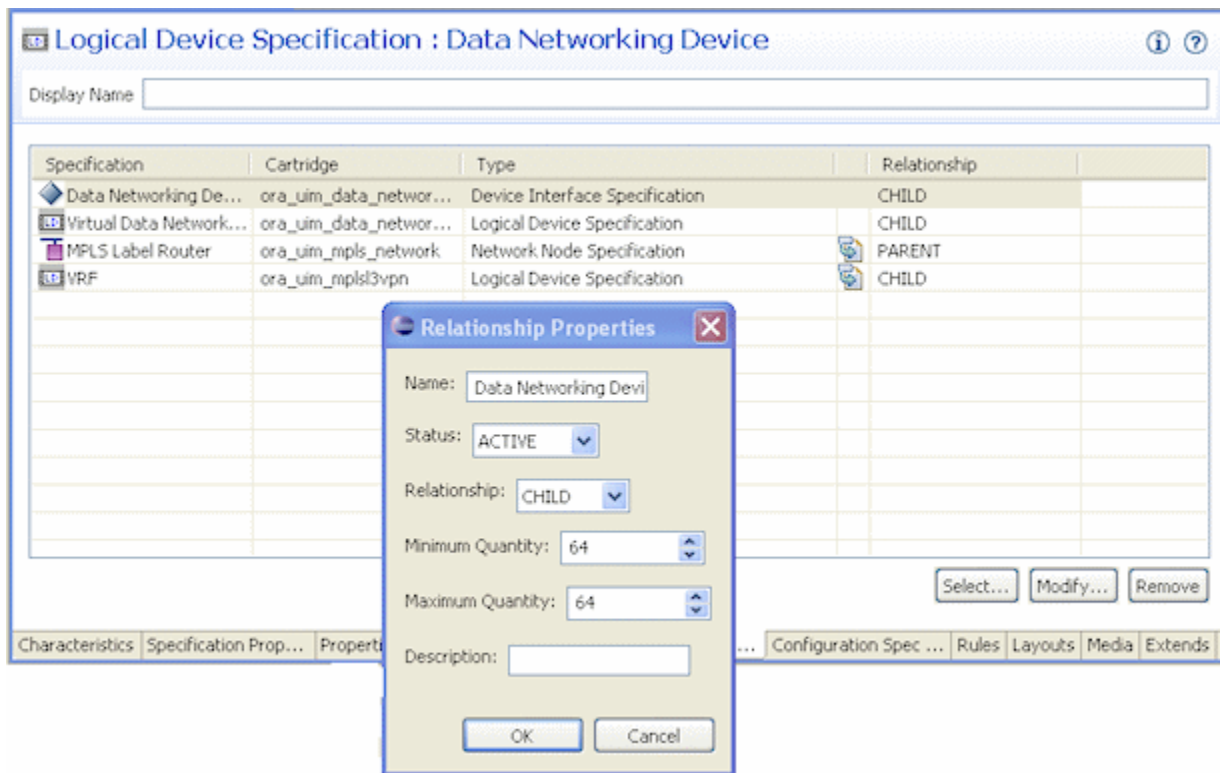 Logical Device Specification : Data Networking Device
Display Name
Specification Cartridge Type Relationship
Data Networking De... ora_uim_data_networ... Device Interface Specification CHILD
Virtual Data Network... ora_uim_data_networ... Logical Device Specification CHILD
MPLS Label Router ora_uim_mpls_network Network Node Specification PARENT
VRF ora_uim_mplsl3vpn Logical Device Specification CHILD
Relationship Properties
Name: Data Networking Devi
Status: ACTIVE
Relationship: CHILD
Minimum Quantity: 64
Maximum Quantity: 64
Description:
OK Cancel
Select... Modify... Remove
Characteristics Specification Prop... Properti ... Configuration Spec ... Rules Layouts Media Extends